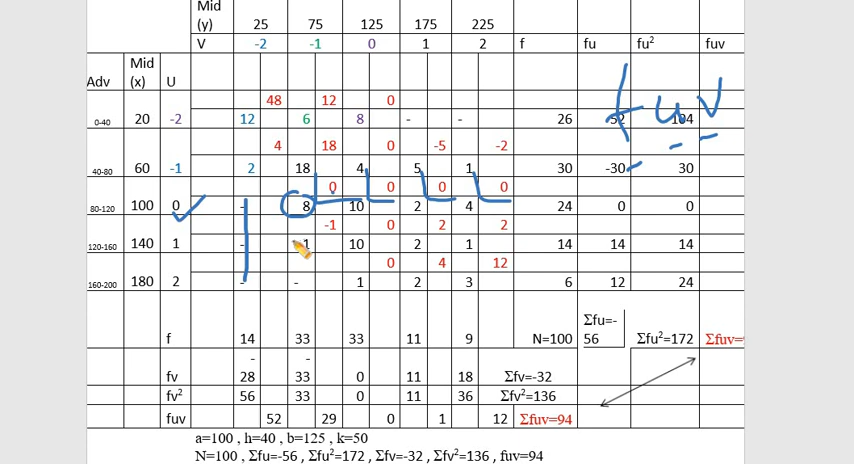 Mid
(y) 25 75 125 175 225
V -2 -1 0 1 2 f fu fu² fuv
Mid
Adv (x) U
48 12 0
0-40 20 -2 12 6 8 - - 26 -52 104
fuv
4 18 0 -5 -2
40-80 60 -1 2 18 4 5 1 30 -30 30
0 0 0 0
80-120 100 0 - 8 10 2 4 24 0 0
-1 0 2 2
120-160 140 1 - 1 10 2 1 14 14 14
0 4 12
160-200 180 2 - - 1 2 3 6 12 24
Σfu=-
f 14 33 33 11 9 N=100 56 Σfu²=172 Σfuv=
- -
fv 28 33 0 11 18 Σfv=-32
fv² 56 33 0 11 36 Σfv²=136
fuv 52 29 0 1 12 Σfuv=94
a=100 , h=40 , b=125 , k=50
N=100 , Σfu=-56 , Σfu²=172 , Σfv=-32 , Σfv²=136 , fuv=94